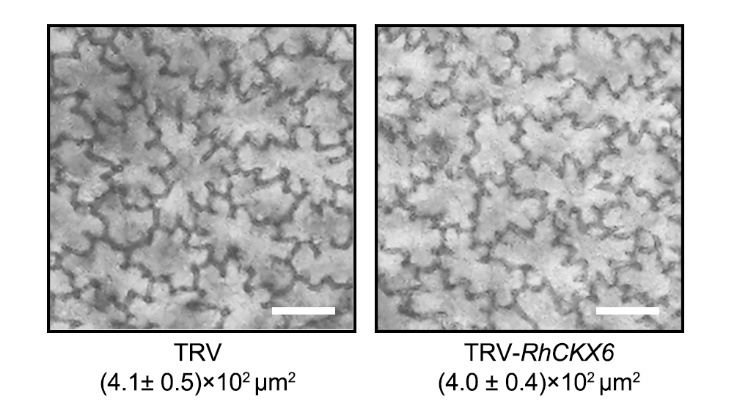 TRV
(4.1± 0.5)×10² µm²
TRV-RhCKX6
(4.0 ± 0.4)×10² µm²